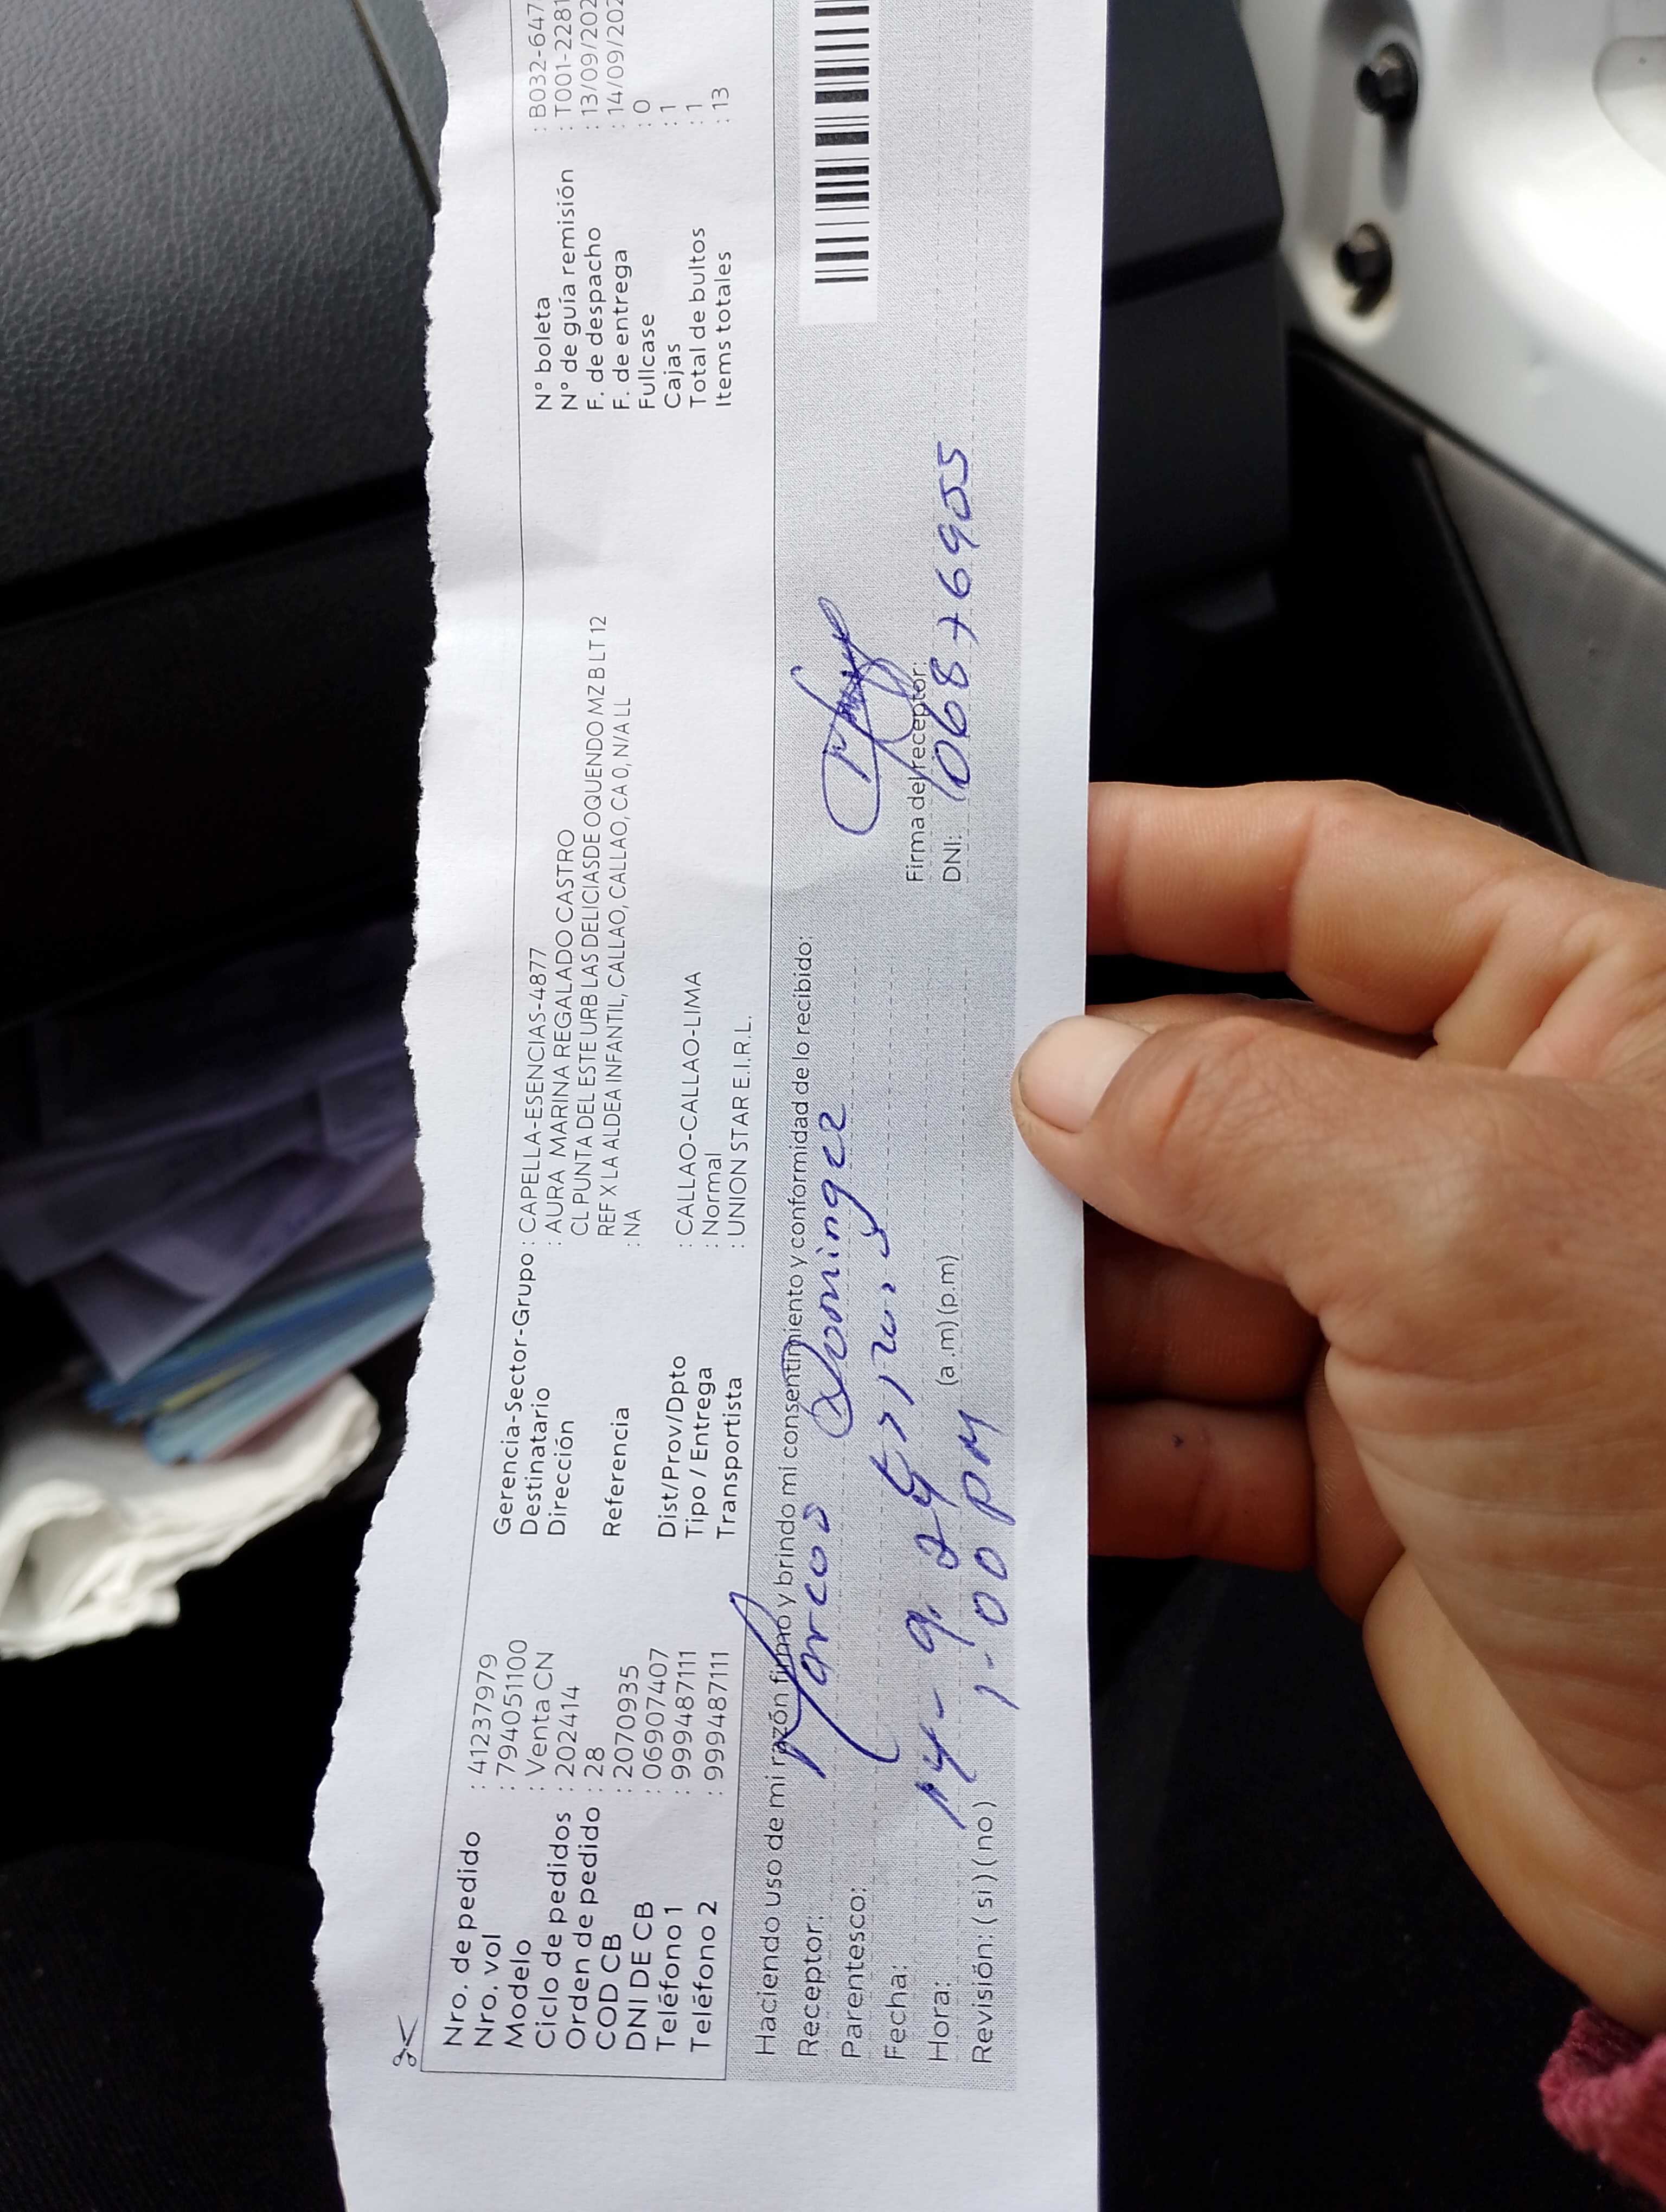 Nro. de pedido : 41237979
Nro. vol : 794051100
Modelo : Venta CN
Ciclo de pedidos : 202414
Orden de pedido : 28
COD CB : 2070935
DNI DE CB : 06907407
Teléfono 1 : 999487111
Teléfono 2 : 999487111
Gerencia-Sector-Grupo : CAPELLA-ESENCIAS-4877
Destinatario : AURA MARINA REGALADO CASTRO
Dirección CL PUNTA DEL ESTE URB LAS DELICIASDE OQUENDO MZ B LT 12
REF X LA ALDEA INFANTIL, CALLAO, CALLAO, CA 0, N/A LL
Referencia : NA
Dist/Prov/Dpto : CALLAO-CALLAO-LIMA
Tipo / Entrega : Normal
Transportista : UNION STAR E.I.R.L.
N° boleta : B032-647
N° de guía remisión : T001-2281
F. de despacho : 13/09/202
F. de entrega : 14/09/202
Fullcase : 0
Cajas : 1
Total de bultos : 1
Items totales : 13
Haciendo uso de mi razón firmo y brindo mi consentimiento y conformidad de lo recibido:
Receptor: Marcos Dominguez
Parentesco:
Fecha: 14-9.
Hora: (a.m)(p.m)
1.00 PM
Revisión: (si)(no)
Firma del receptor:
DNI: 106876955